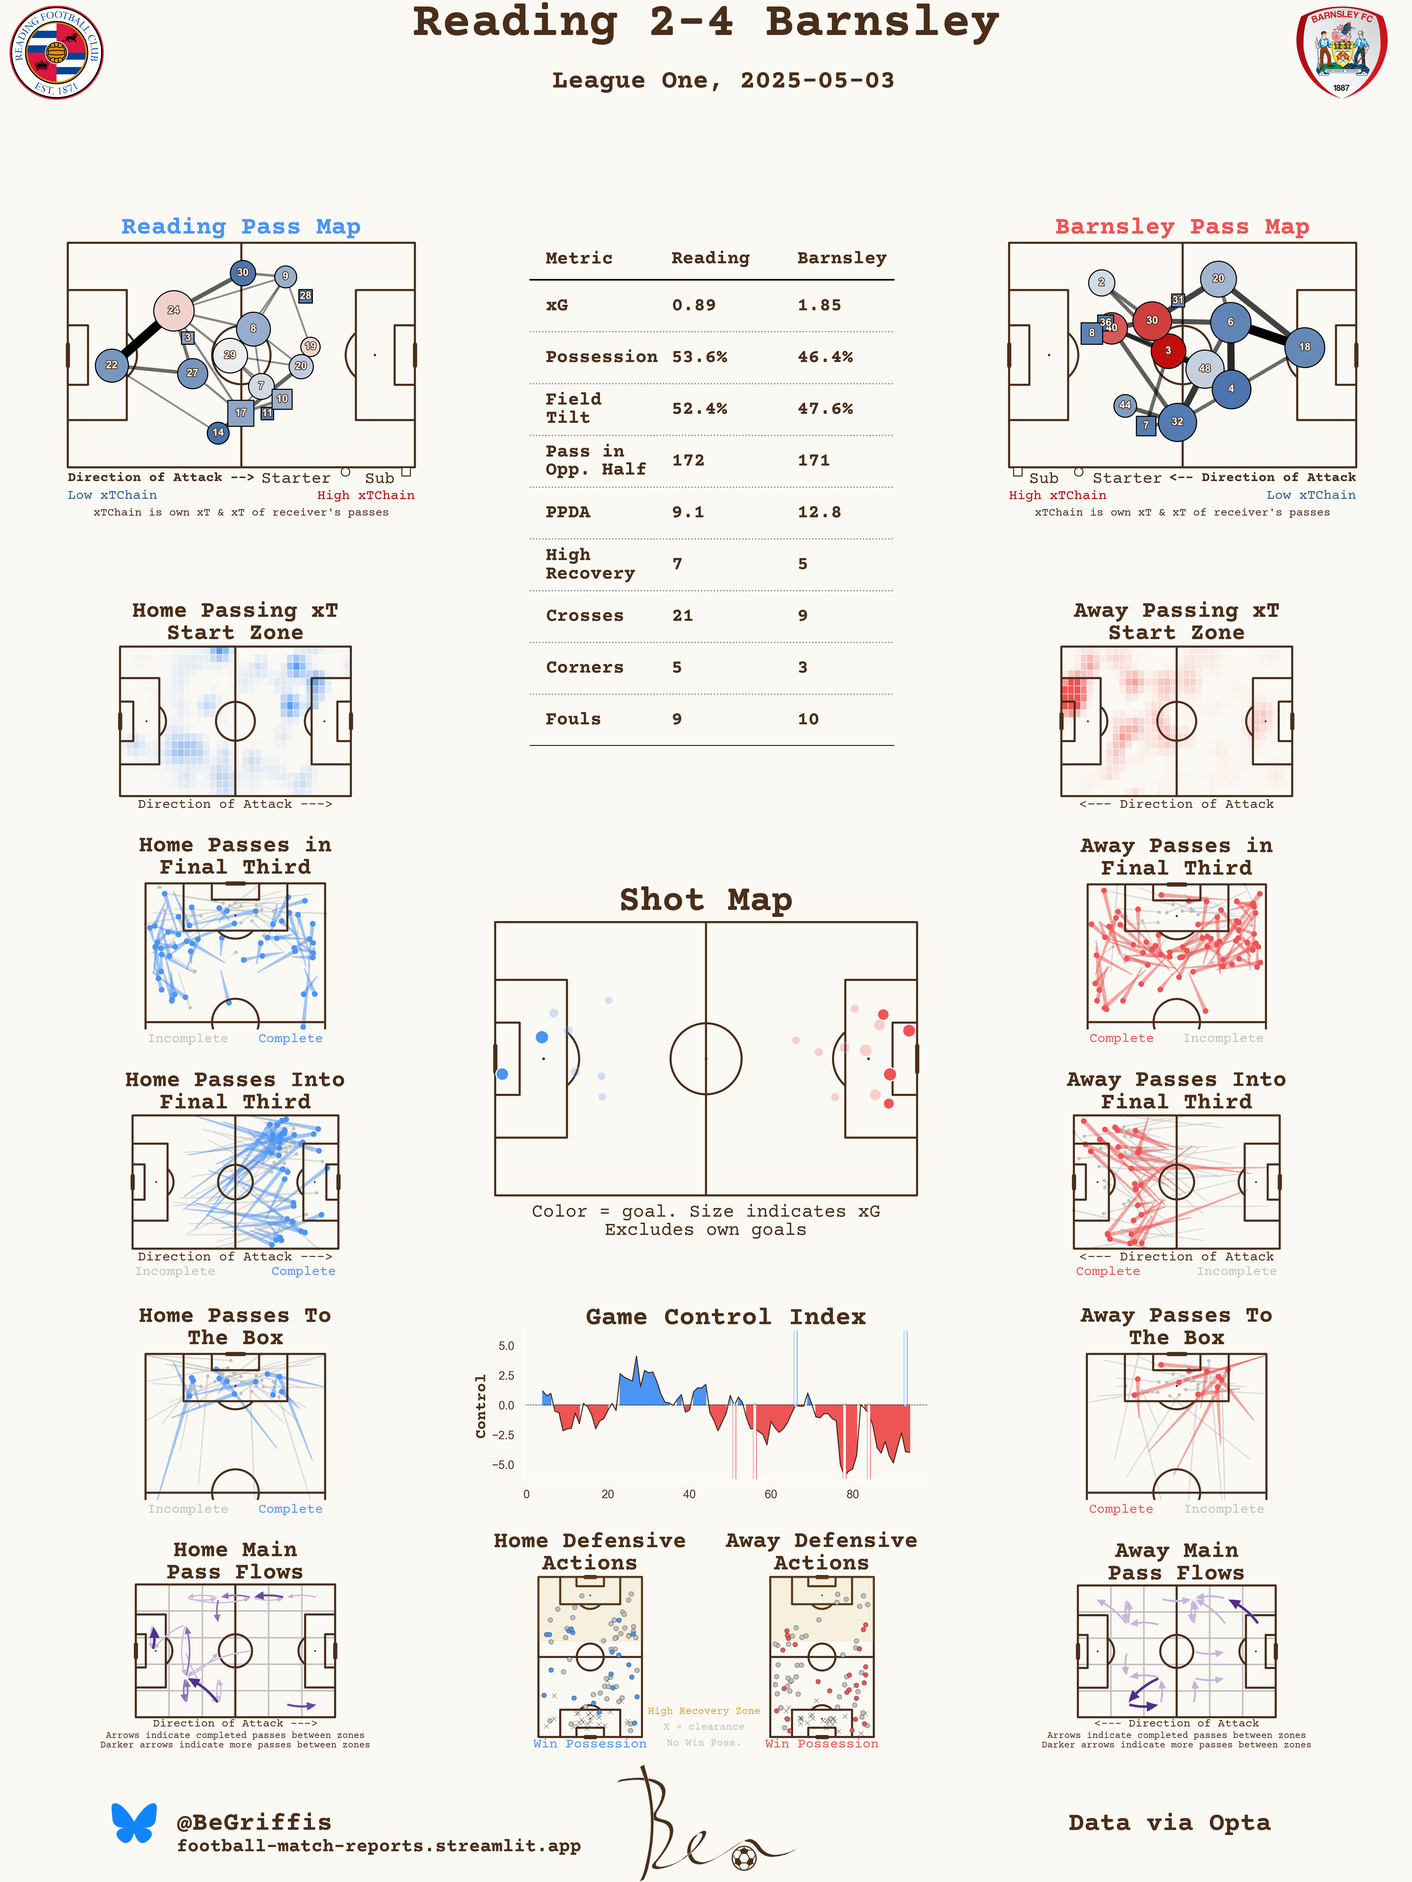 Reading 2-4 Barnsley
League One, 2025-05-03
READING FOOTBALL CLUB
EST. 1871
BARNSLEY FC
1887
Reading Pass Map
30 9 28 24 8 3 19 29 22 20 27 7 10 17 11 14
Direction of Attack --> Starter Sub
Low xTChain High xTChain
xTChain is own xT & xT of receiver's passes
Metric Reading Barnsley
xG 0.89 1.85
Possession 53.6% 46.4%
Field
Tilt 52.4% 47.6%
Pass in
Opp. Half 172 171
PPDA 9.1 12.8
High
Recovery 7 5
Crosses 21 9
Corners 5 3
Fouls 9 10
Barnsley Pass Map
2 20 31 36 40 30 6 8 3 18 48 4 44 7 32
Sub Starter <-- Direction of Attack
High xTChain Low xTChain
xTChain is own xT & xT of receiver's passes
Home Passing xT
Start Zone
Direction of Attack --->
Away Passing xT
Start Zone
<--- Direction of Attack
Home Passes in
Final Third
Incomplete Complete
Away Passes in
Final Third
Complete Incomplete
Shot Map
Color = goal. Size indicates xG
Excludes own goals
Home Passes Into
Final Third
Direction of Attack --->
Incomplete Complete
Away Passes Into
Final Third
<--- Direction of Attack
Complete Incomplete
Home Passes To
The Box
Incomplete Complete
Game Control Index
Control
5.0
2.5
0.0
−2.5
−5.0
0 20 40 60 80
Away Passes To
The Box
Complete Incomplete
Home Main
Pass Flows
Direction of Attack --->
Arrows indicate completed passes between zones
Darker arrows indicate more passes between zones
Home Defensive
Actions
Win Possession
Away Defensive
Actions
Win Possession
High Recovery Zone
X = clearance
No Win Poss.
Away Main
Pass Flows
<--- Direction of Attack
Arrows indicate completed passes between zones
Darker arrows indicate more passes between zones
@BeGriffis
football-match-reports.streamlit.app
Ben
Data via Opta